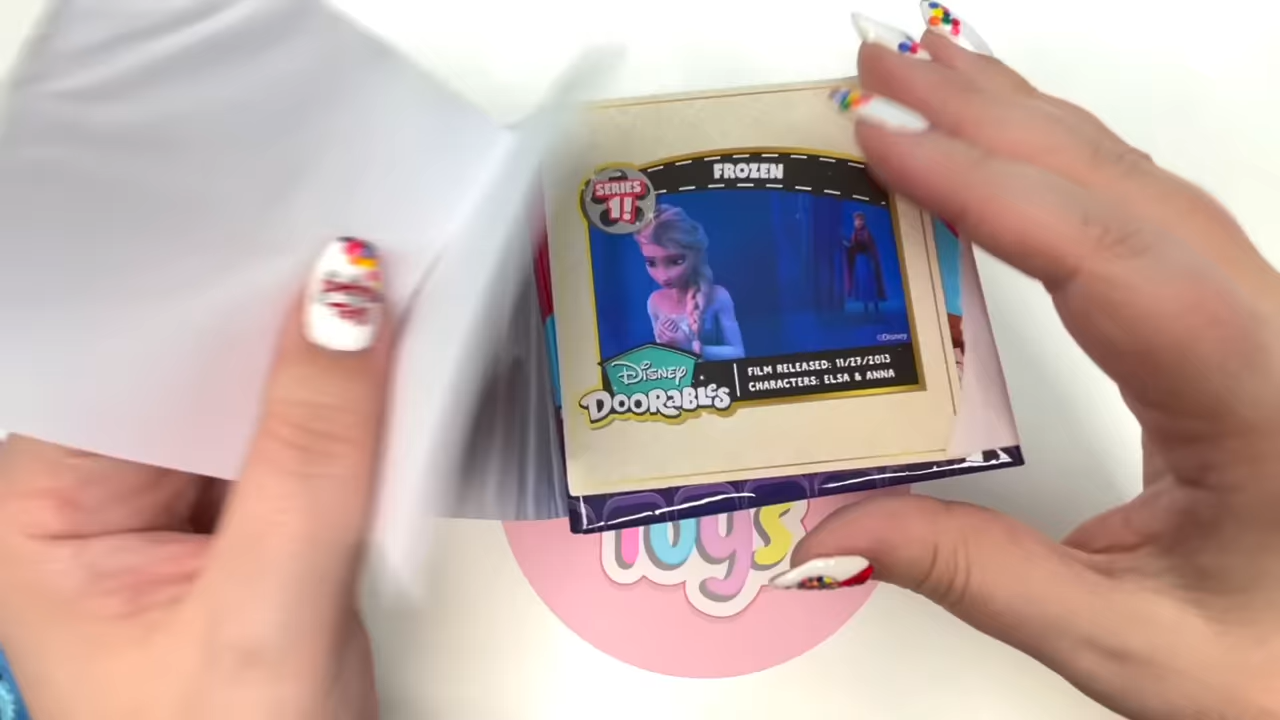 FROZEN
SERIES
1!
©Disney
FILM RELEASED: 11/27/2013
CHARACTERS: ELSA & ANNA
Disney
DOORABLES
Toys